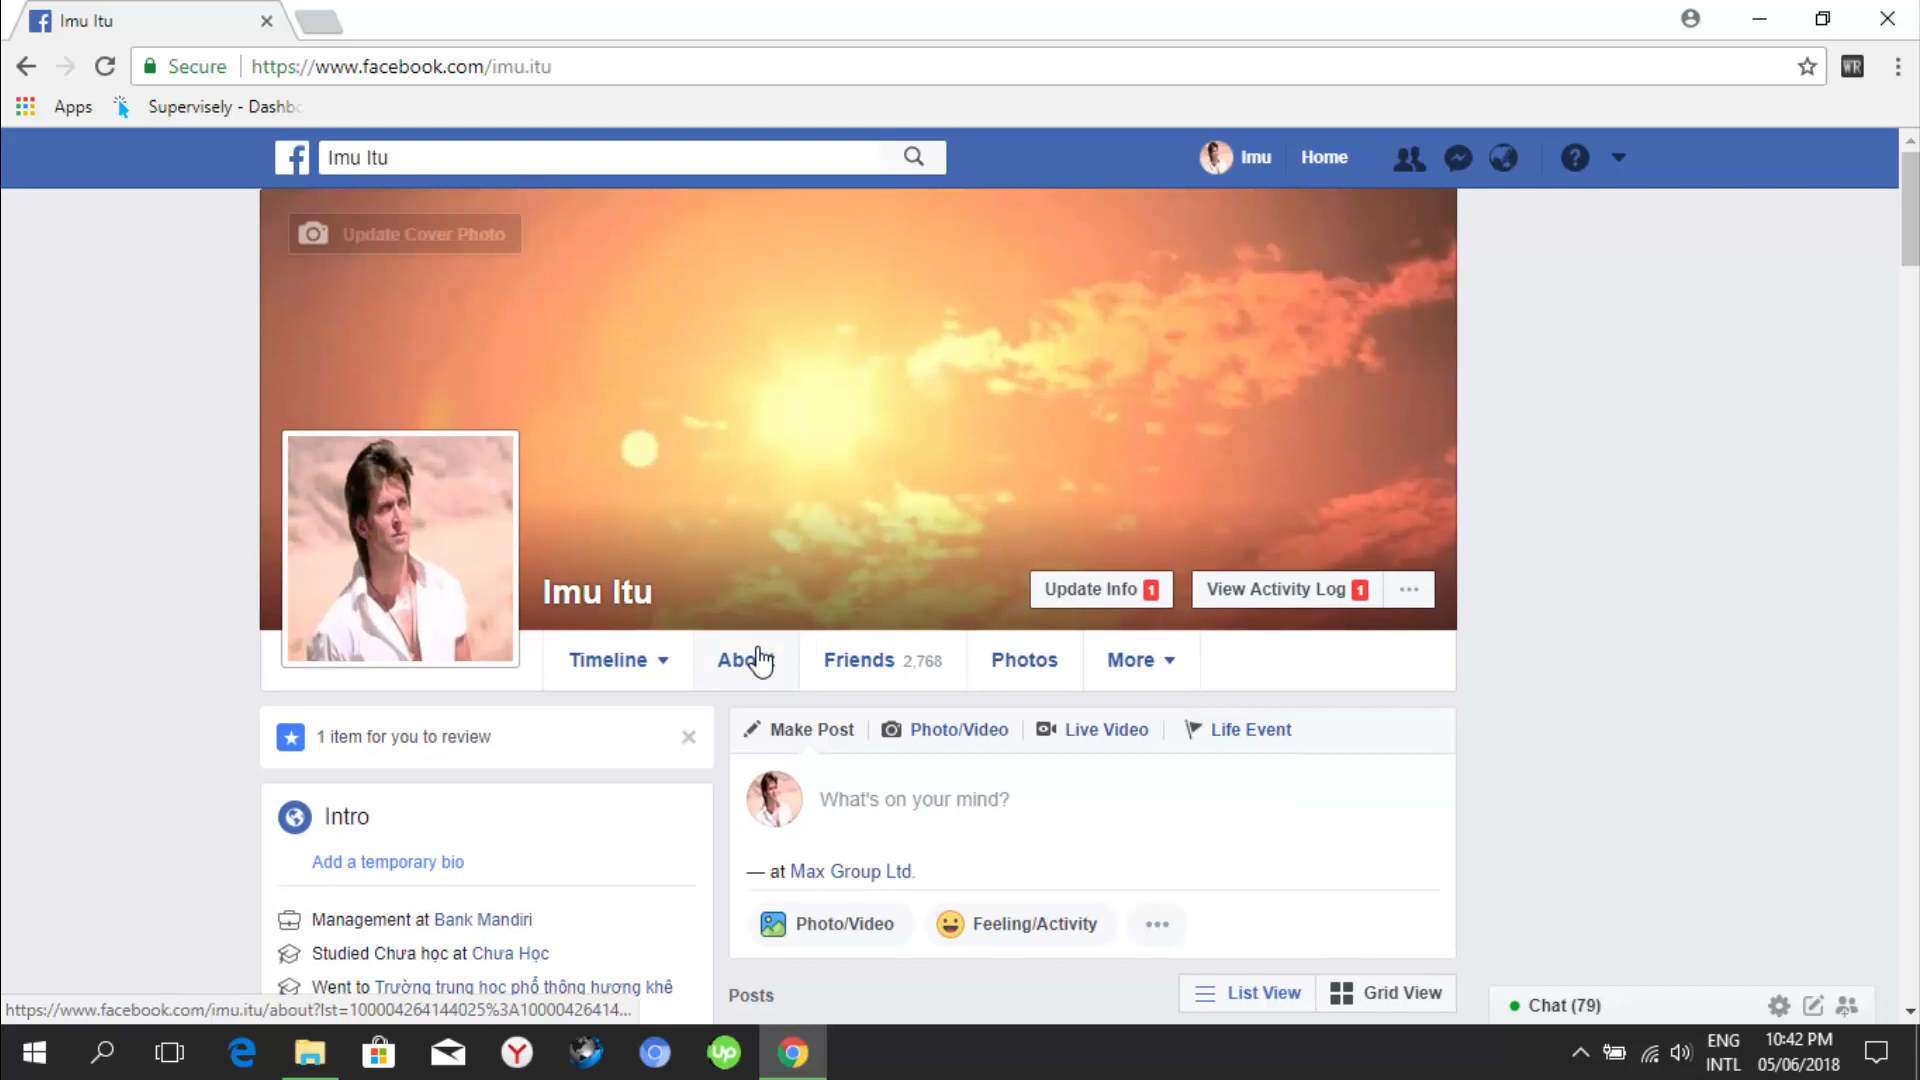 Imu Itu
Secure
https://www.facebook.com/imu.itu
WR
Apps
Supervisely - Dashbo
Imu Itu
Imu
Home
Update Cover Photo
Imu Itu
Update Info 1
View Activity Log 1
Timeline
About
Friends 2,768
Photos
More
1 item for you to review
Make Post
Photo/Video
Live Video
Life Event
Intro
What's on your mind?
Add a temporary bio
— at Max Group Ltd.
Management at Bank Mandiri
Photo/Video
Feeling/Activity
Studied Chưa học at Chưa Học
Went to Trường trung học phổ thông hương khê
Posts
List View
Grid View
https://www.facebook.com/imu.itu/about?lst=100004264144025%3A10000426414...
Chat (79)
Up
ENG
INTL
10:42 PM
05/06/2018